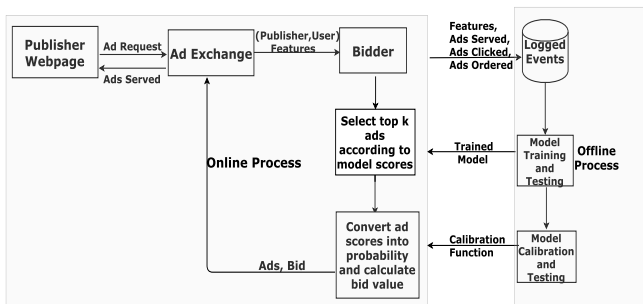 Publisher
Webpage
Ad Request
Ads Served
Ad Exchange
(Publisher,User)
Features
Bidder
Features,
Ads Served,
Ads Clicked,
Ads Ordered
Logged
Events
Select top k
ads
according to
model scores
Trained
Model
Model
Training
and
Testing
Offline
Process
Online Process
Convert ad
scores into
probability
and calculate
bid value
Ads, Bid
Calibration
Function
Model
Calibration
and
Testing